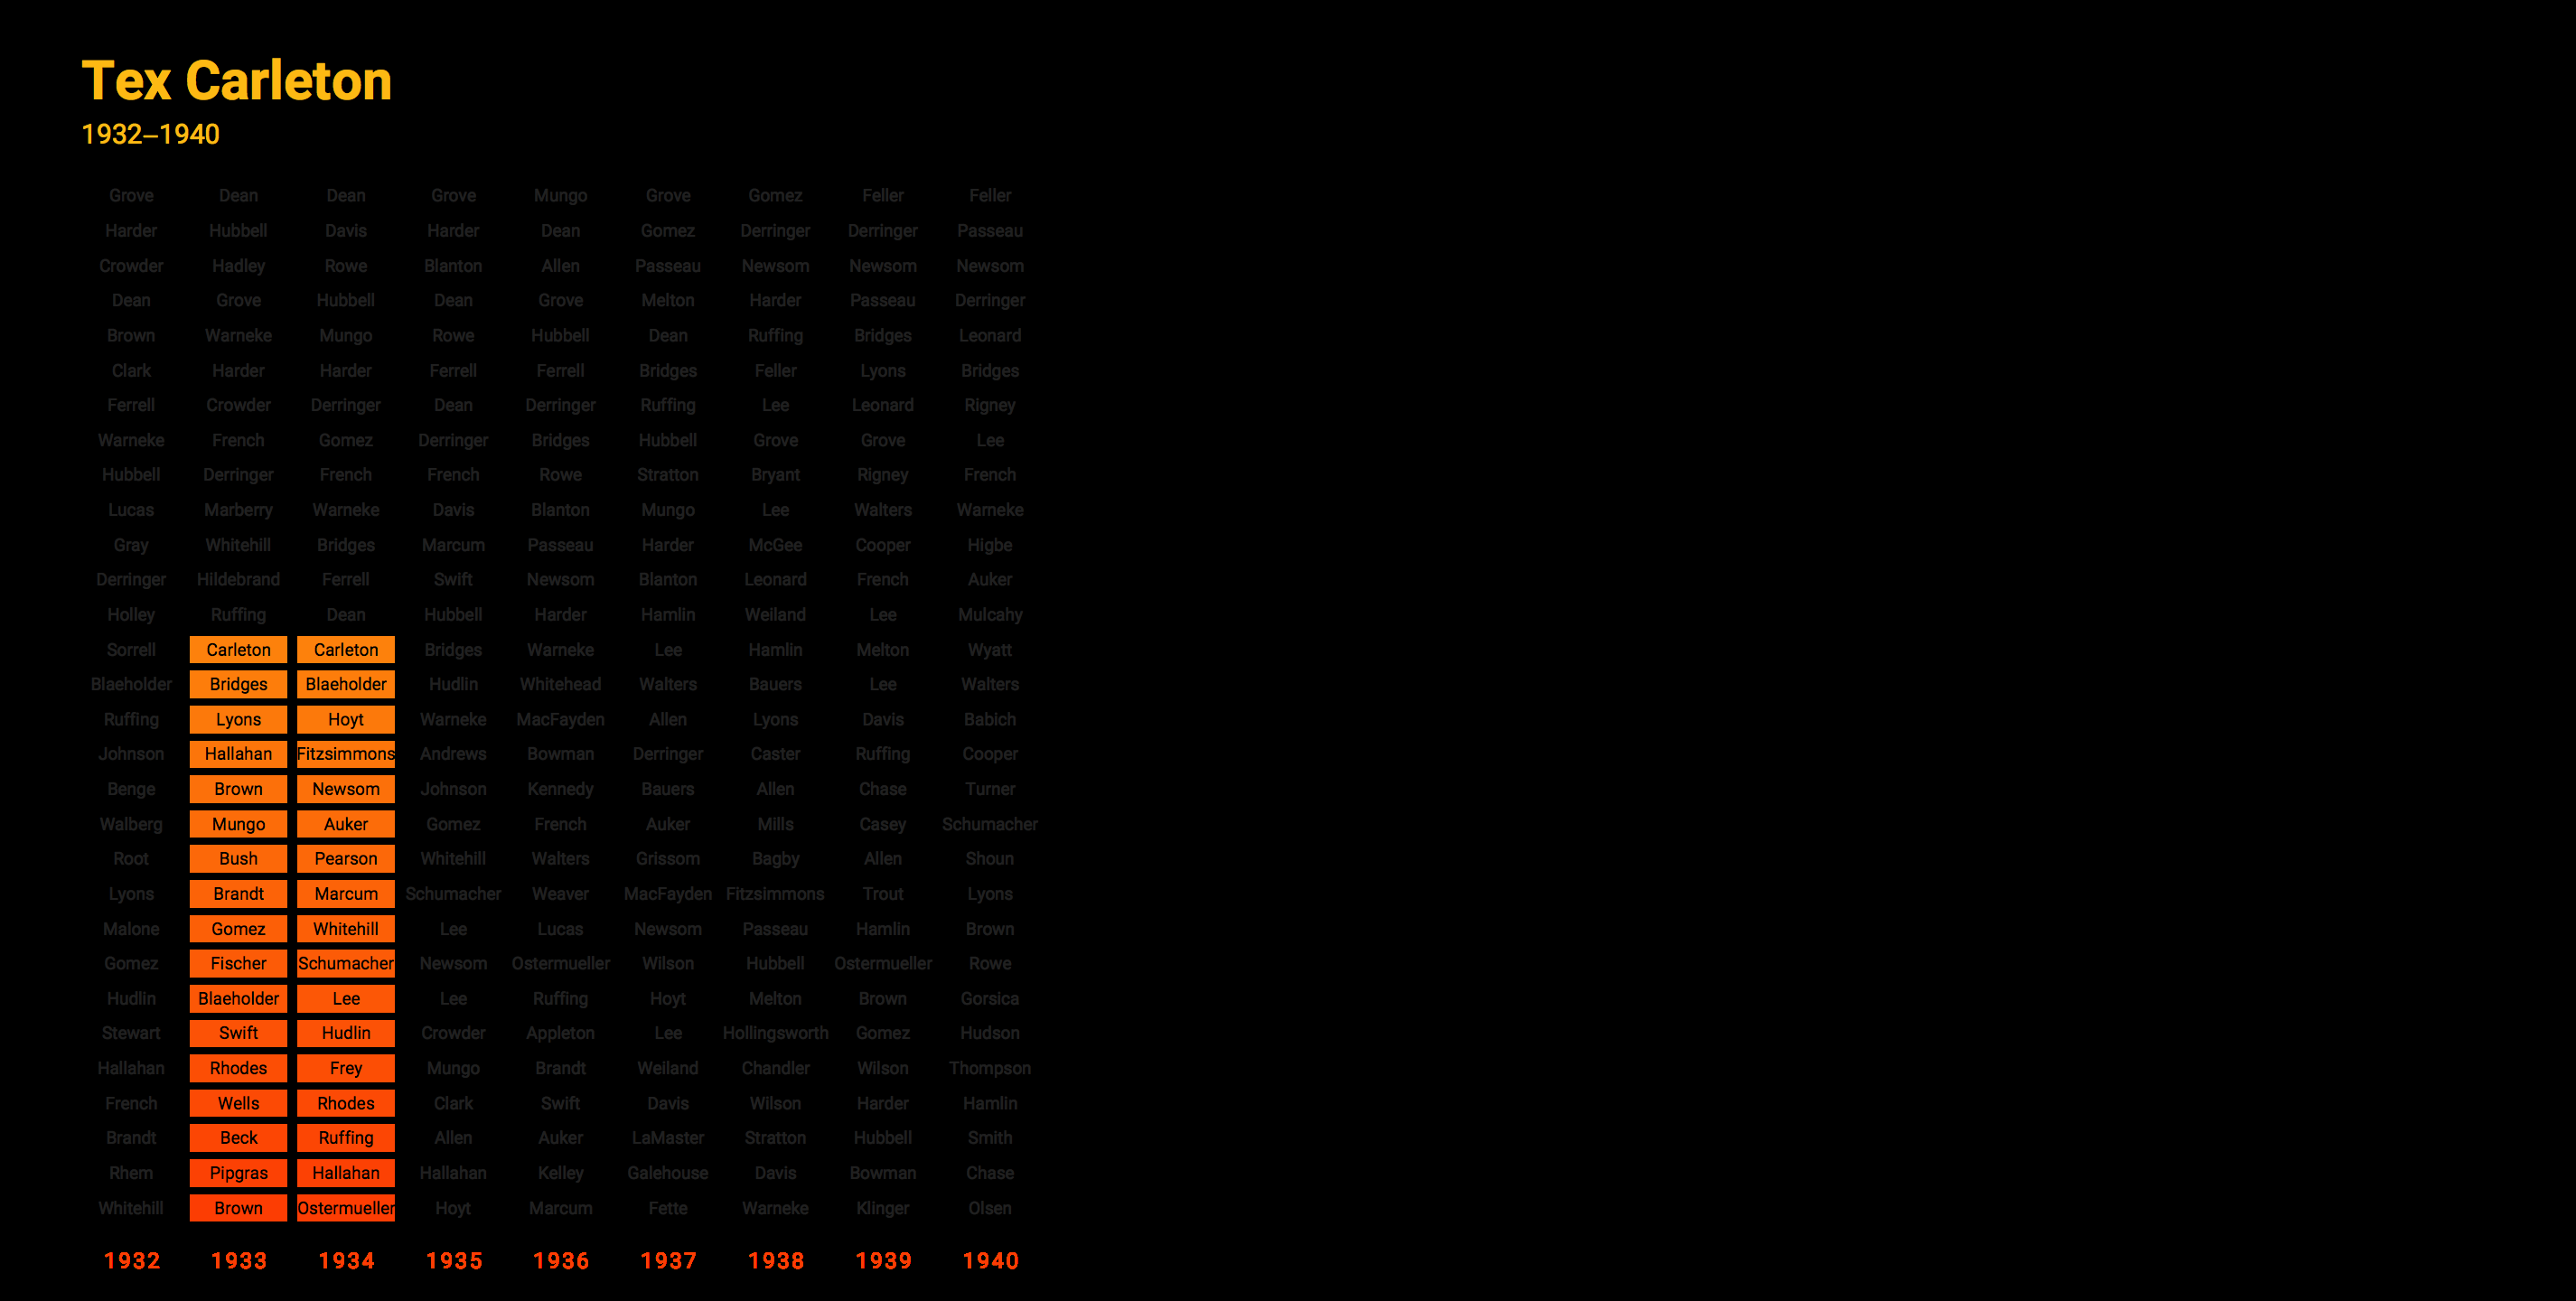 Tex Carleton
1932–1940
Grove Dean Dean Grove Mungo Grove Gomez Feller Feller
Harder Hubbell Davis Harder Dean Gomez Derringer Derringer Passeau
Crowder Hadley Rowe Blanton Allen Passeau Newsom Newsom Newsom
Dean Grove Hubbell Dean Grove Melton Harder Passeau Derringer
Brown Warneke Mungo Rowe Hubbell Dean Ruffing Bridges Leonard
Clark Harder Harder Ferrell Ferrell Bridges Feller Lyons Bridges
Ferrell Crowder Derringer Dean Derringer Ruffing Lee Leonard Rigney
Warneke French Gomez Derringer Bridges Hubbell Grove Grove Lee
Hubbell Derringer French French Rowe Stratton Bryant Rigney French
Lucas Marberry Warneke Davis Blanton Mungo Lee Walters Warneke
Gray Whitehill Bridges Marcum Passeau Harder McGee Cooper Higbe
Derringer Hildebrand Ferrell Swift Newsom Blanton Leonard French Auker
Holley Ruffing Dean Hubbell Harder Hamlin Weiland Lee Mulcahy
Sorrell Carleton Carleton Bridges Warneke Lee Hamlin Melton Wyatt
Blaeholder Bridges Blaeholder Hudlin Whitehead Walters Bauers Lee Walters
Ruffing Lyons Hoyt Warneke MacFayden Allen Lyons Davis Babich
Johnson Hallahan Fitzsimmons Andrews Bowman Derringer Caster Ruffing Cooper
Benge Brown Newsom Johnson Kennedy Bauers Allen Chase Turner
Walberg Mungo Auker Gomez French Auker Mills Casey Schumacher
Root Bush Pearson Whitehill Walters Grissom Bagby Allen Shoun
Lyons Brandt Marcum Schumacher Weaver MacFayden Fitzsimmons Trout Lyons
Malone Gomez Whitehill Lee Lucas Newsom Passeau Hamlin Brown
Gomez Fischer Schumacher Newsom Ostermueller Wilson Hubbell Ostermueller Rowe
Hudlin Blaeholder Lee Lee Ruffing Hoyt Melton Brown Gorsica
Stewart Swift Hudlin Crowder Appleton Lee Hollingsworth Gomez Hudson
Hallahan Rhodes Frey Mungo Brandt Weiland Chandler Wilson Thompson
French Wells Rhodes Clark Swift Davis Wilson Harder Hamlin
Brandt Beck Ruffing Allen Auker LaMaster Stratton Hubbell Smith
Rhem Pipgras Hallahan Hallahan Kelley Galehouse Davis Bowman Chase
Whitehill Brown Ostermueller Hoyt Marcum Fette Warneke Klinger Olsen
1932 1933 1934 1935 1936 1937 1938 1939 1940